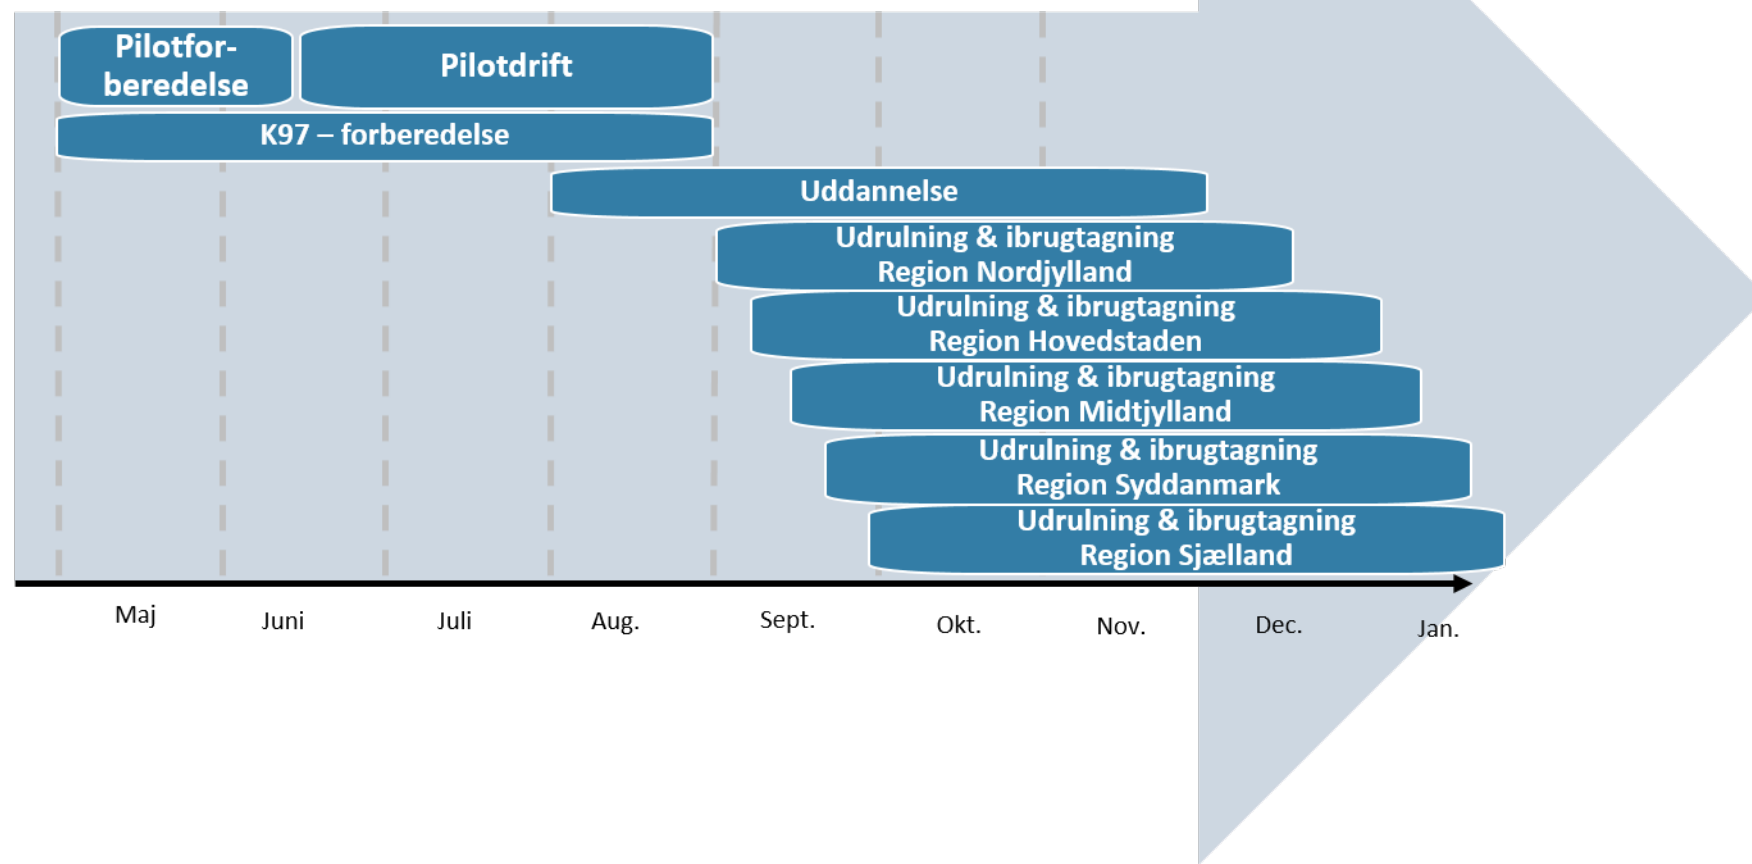 Pilotfor-
beredelse
Pilotdrift
K97 – forberedelse
Uddannelse
Udrulning & ibrugtagning
Region Nordjylland
Udrulning & ibrugtagning
Region Hovedstaden
Udrulning & ibrugtagning
Region Midtjylland
Udrulning & ibrugtagning
Region Syddanmark
Udrulning & ibrugtagning
Region Sjælland
Maj
Juni
Juli
Aug.
Sept.
Okt.
Nov.
Dec.
Jan.